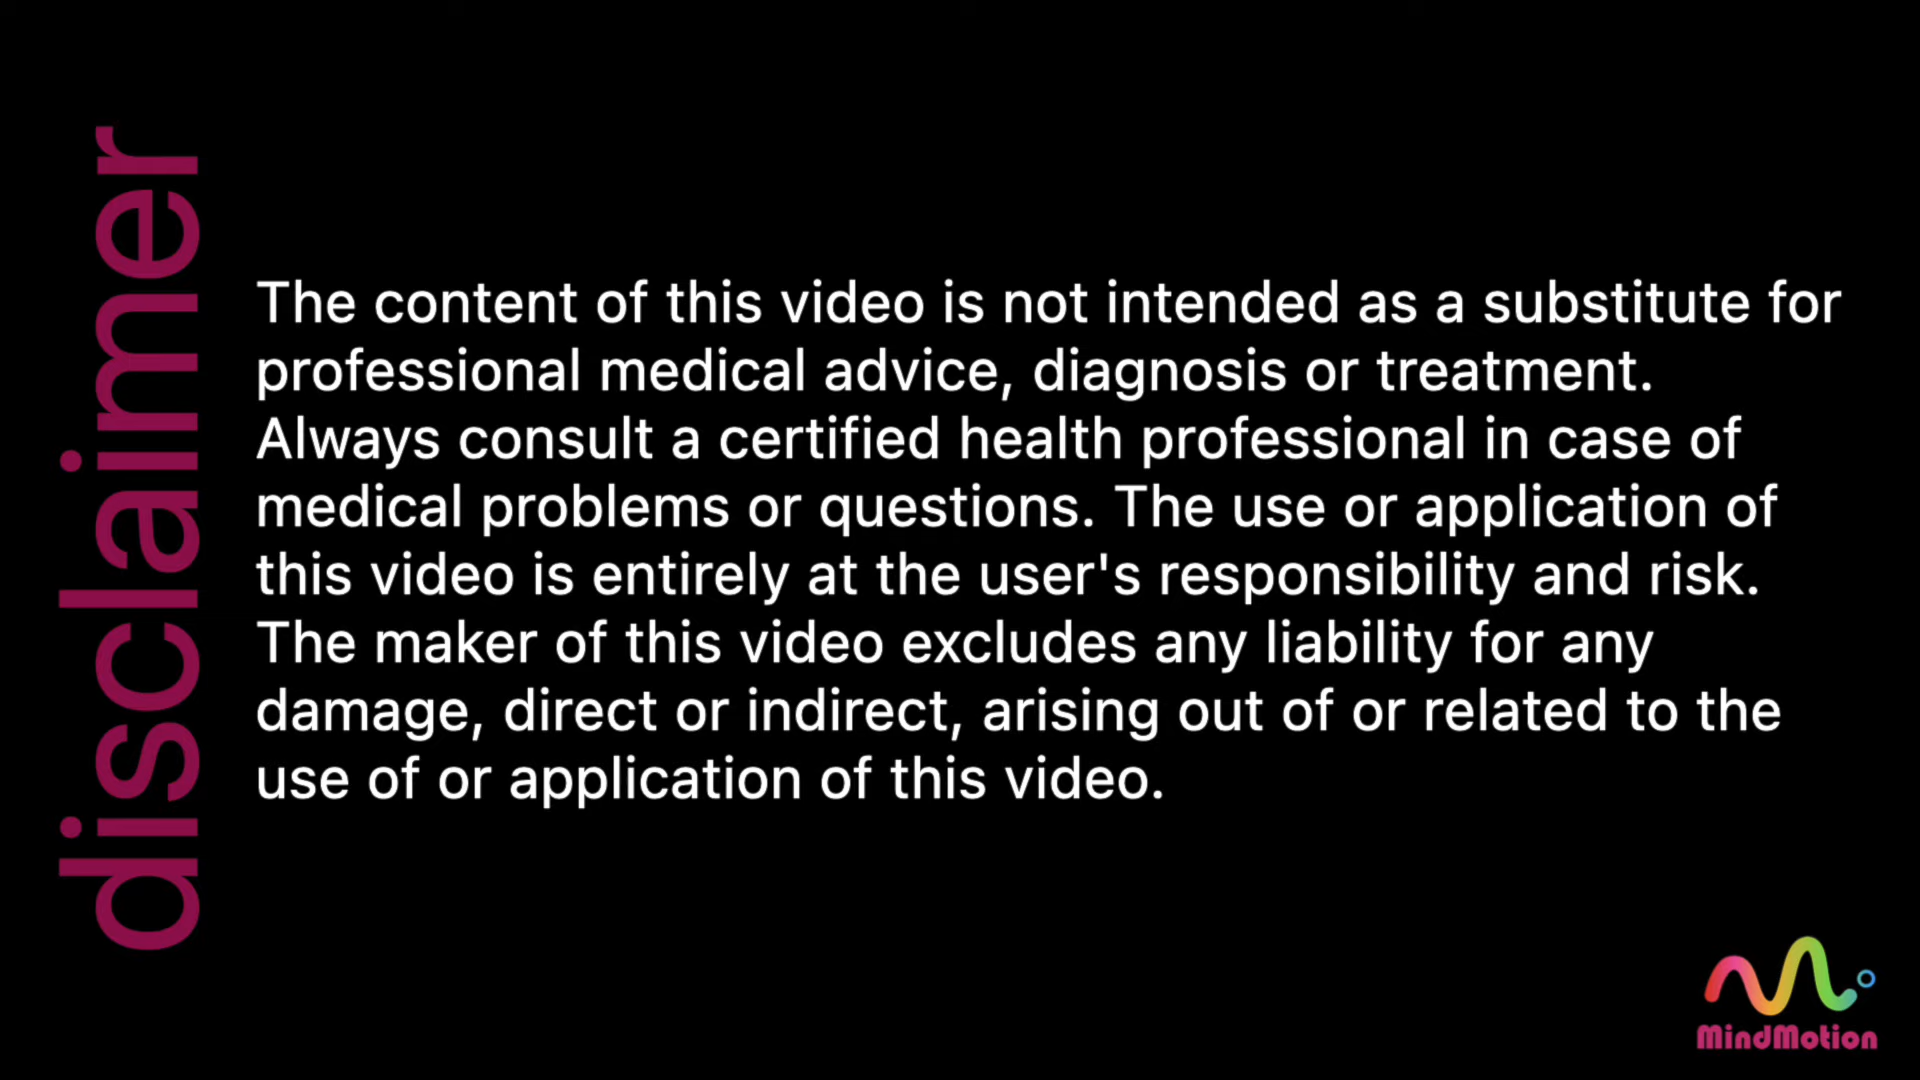 disclaimer
The content of this video is not intended as a substitute for
professional medical advice, diagnosis or treatment.
Always consult a certified health professional in case of
medical problems or questions. The use or application of
this video is entirely at the user's responsibility and risk.
The maker of this video excludes any liability for any
damage, direct or indirect, arising out of or related to the
use of or application of this video.
MindMotion